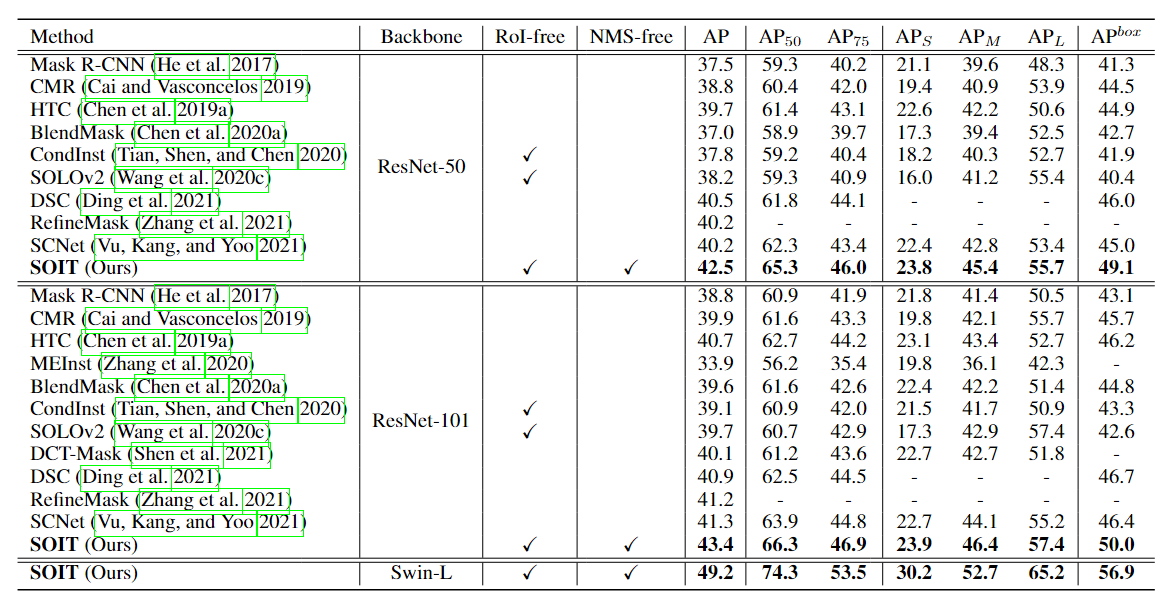 Method Backbone RoI-free NMS-free AP AP50 AP75 APS APM APL APbox
Mask R-CNN (He et al. 2017) 37.5 59.3 40.2 21.1 39.6 48.3 41.3
CMR (Cai and Vasconcelos 2019) 38.8 60.4 42.0 19.4 40.9 53.9 44.5
HTC (Chen et al. 2019a) 39.7 61.4 43.1 22.6 42.2 50.6 44.9
BlendMask (Chen et al. 2020a) 37.0 58.9 39.7 17.3 39.4 52.5 42.7
CondInst (Tian, Shen, and Chen 2020) ✓ 37.8 59.2 40.4 18.2 40.3 52.7 41.9
ResNet-50
SOLOv2 (Wang et al. 2020c) ✓ 38.2 59.3 40.9 16.0 41.2 55.4 40.4
DSC (Ding et al. 2021) 40.5 61.8 44.1 - - - 46.0
RefineMask (Zhang et al. 2021) 40.2 - - - - - -
SCNet (Vu, Kang, and Yoo 2021) 40.2 62.3 43.4 22.4 42.8 53.4 45.0
SOIT (Ours) ✓ ✓ 42.5 65.3 46.0 23.8 45.4 55.7 49.1
Mask R-CNN (He et al. 2017) 38.8 60.9 41.9 21.8 41.4 50.5 43.1
CMR (Cai and Vasconcelos 2019) 39.9 61.6 43.3 19.8 42.1 55.7 45.7
HTC (Chen et al. 2019a) 40.7 62.7 44.2 23.1 43.4 52.7 46.2
MEInst (Zhang et al. 2020) 33.9 56.2 35.4 19.8 36.1 42.3 -
BlendMask (Chen et al. 2020a) 39.6 61.6 42.6 22.4 42.2 51.4 44.8
CondInst (Tian, Shen, and Chen 2020) ✓ 39.1 60.9 42.0 21.5 41.7 50.9 43.3
ResNet-101
SOLOv2 (Wang et al. 2020c) ✓ 39.7 60.7 42.9 17.3 42.9 57.4 42.6
DCT-Mask (Shen et al. 2021) 40.1 61.2 43.6 22.7 42.7 51.8 -
DSC (Ding et al. 2021) 40.9 62.5 44.5 - - - 46.7
RefineMask (Zhang et al. 2021) 41.2 - - - - - -
SCNet (Vu, Kang, and Yoo 2021) 41.3 63.9 44.8 22.7 44.1 55.2 46.4
SOIT (Ours) ✓ ✓ 43.4 66.3 46.9 23.9 46.4 57.4 50.0
SOIT (Ours) Swin-L ✓ ✓ 49.2 74.3 53.5 30.2 52.7 65.2 56.9